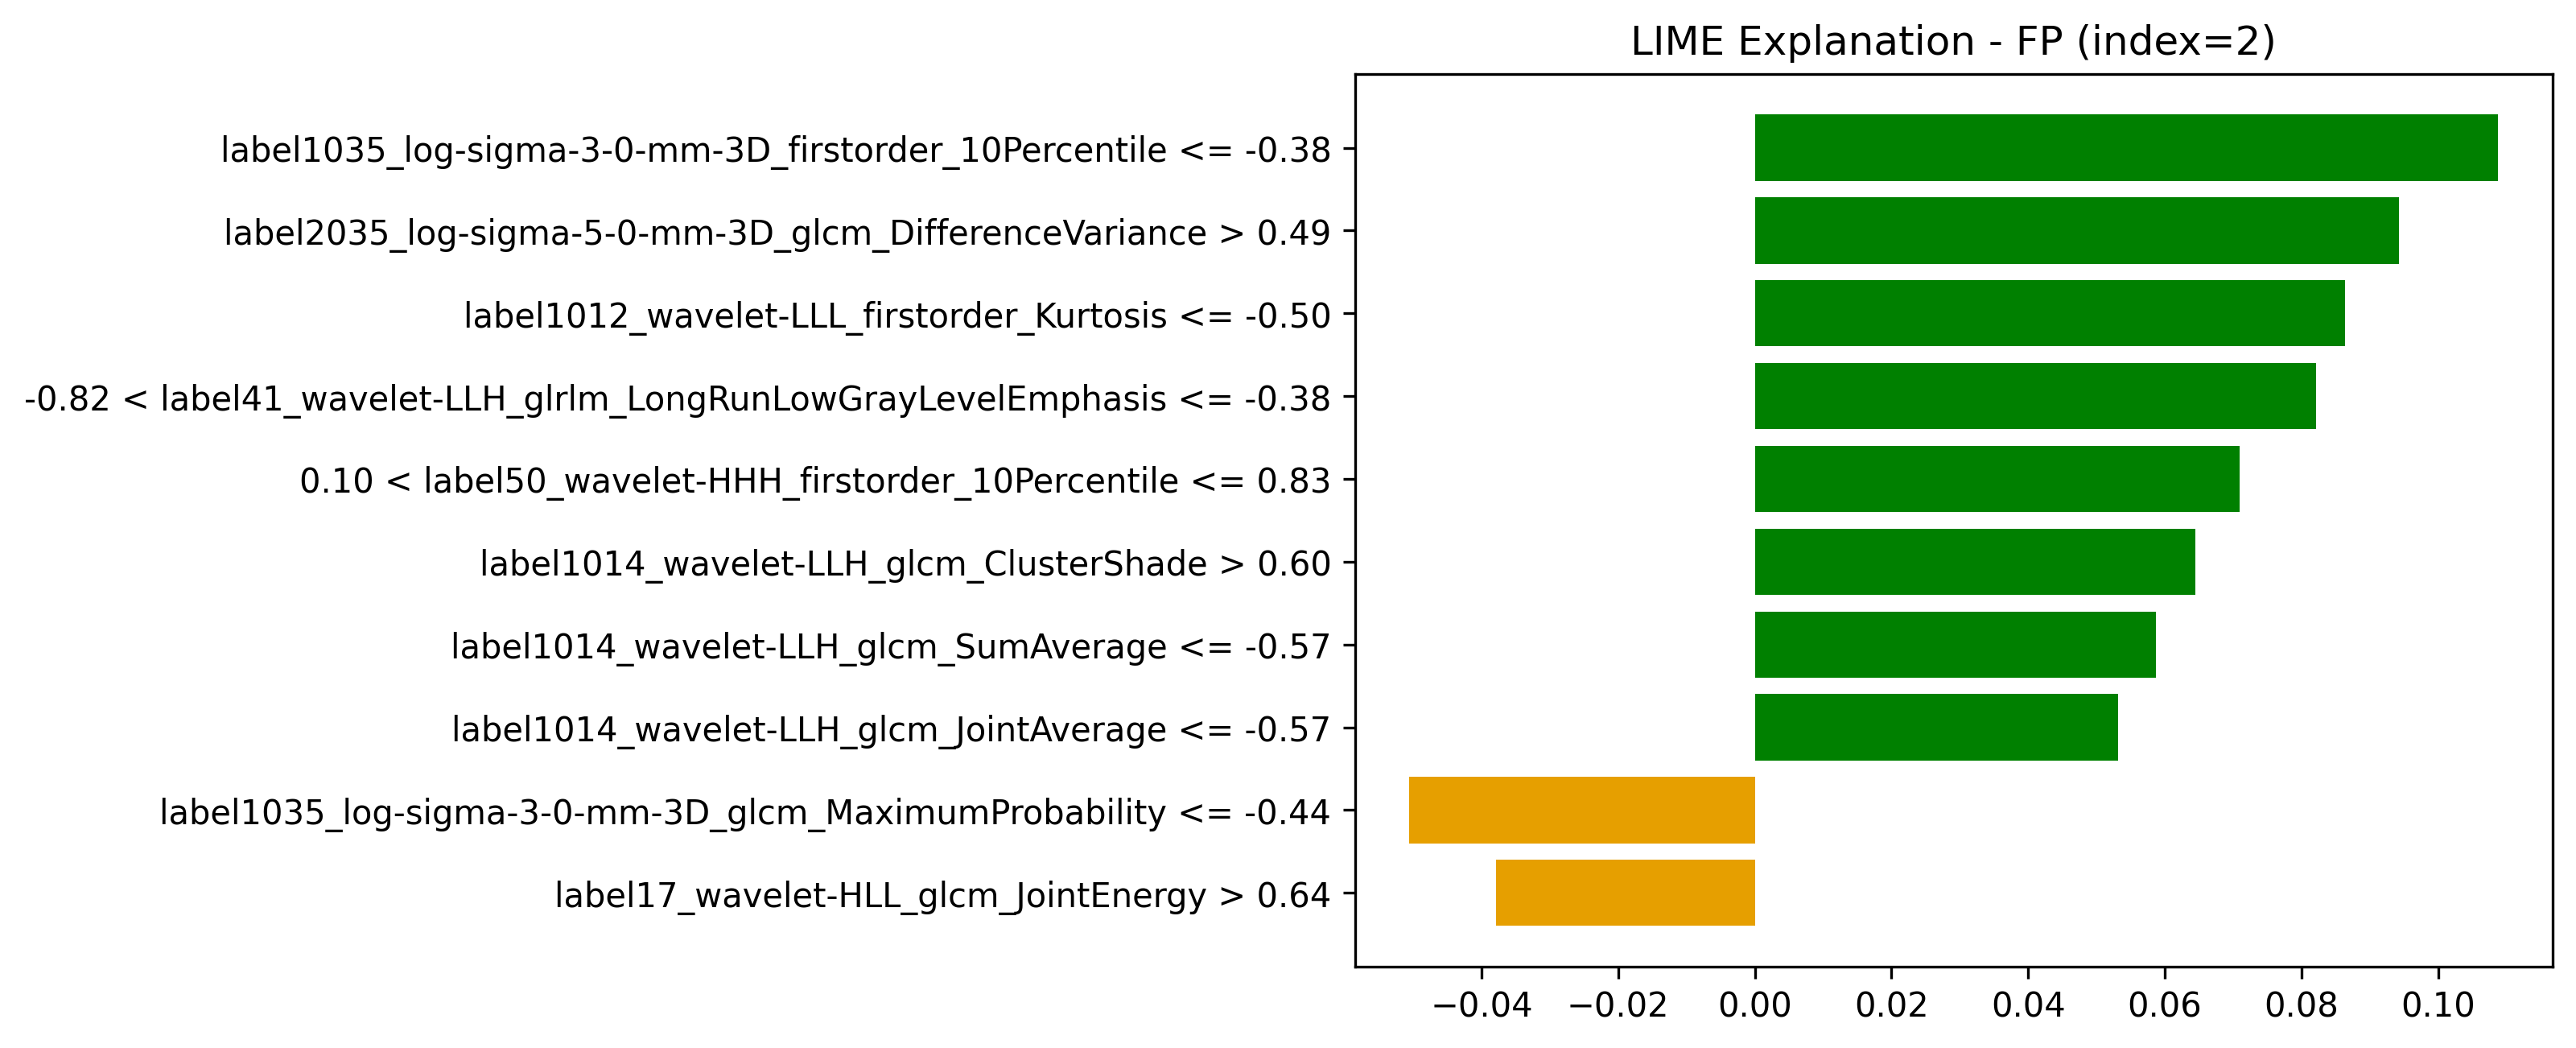 LIME Explanation - FP (index=2)
label1035_log-sigma-3-0-mm-3D_firstorder_10Percentile <= -0.38
label2035_log-sigma-5-0-mm-3D_glcm_DifferenceVariance > 0.49
label1012_wavelet-LLL_firstorder_Kurtosis <= -0.50
-0.82 < label41_wavelet-LLH_glrlm_LongRunLowGrayLevelEmphasis <= -0.38
0.10 < label50_wavelet-HHH_firstorder_10Percentile <= 0.83
label1014_wavelet-LLH_glcm_ClusterShade > 0.60
label1014_wavelet-LLH_glcm_SumAverage <= -0.57
label1014_wavelet-LLH_glcm_JointAverage <= -0.57
label1035_log-sigma-3-0-mm-3D_glcm_MaximumProbability <= -0.44
label17_wavelet-HLL_glcm_JointEnergy > 0.64
−0.04 −0.02 0.00 0.02 0.04 0.06 0.08 0.10